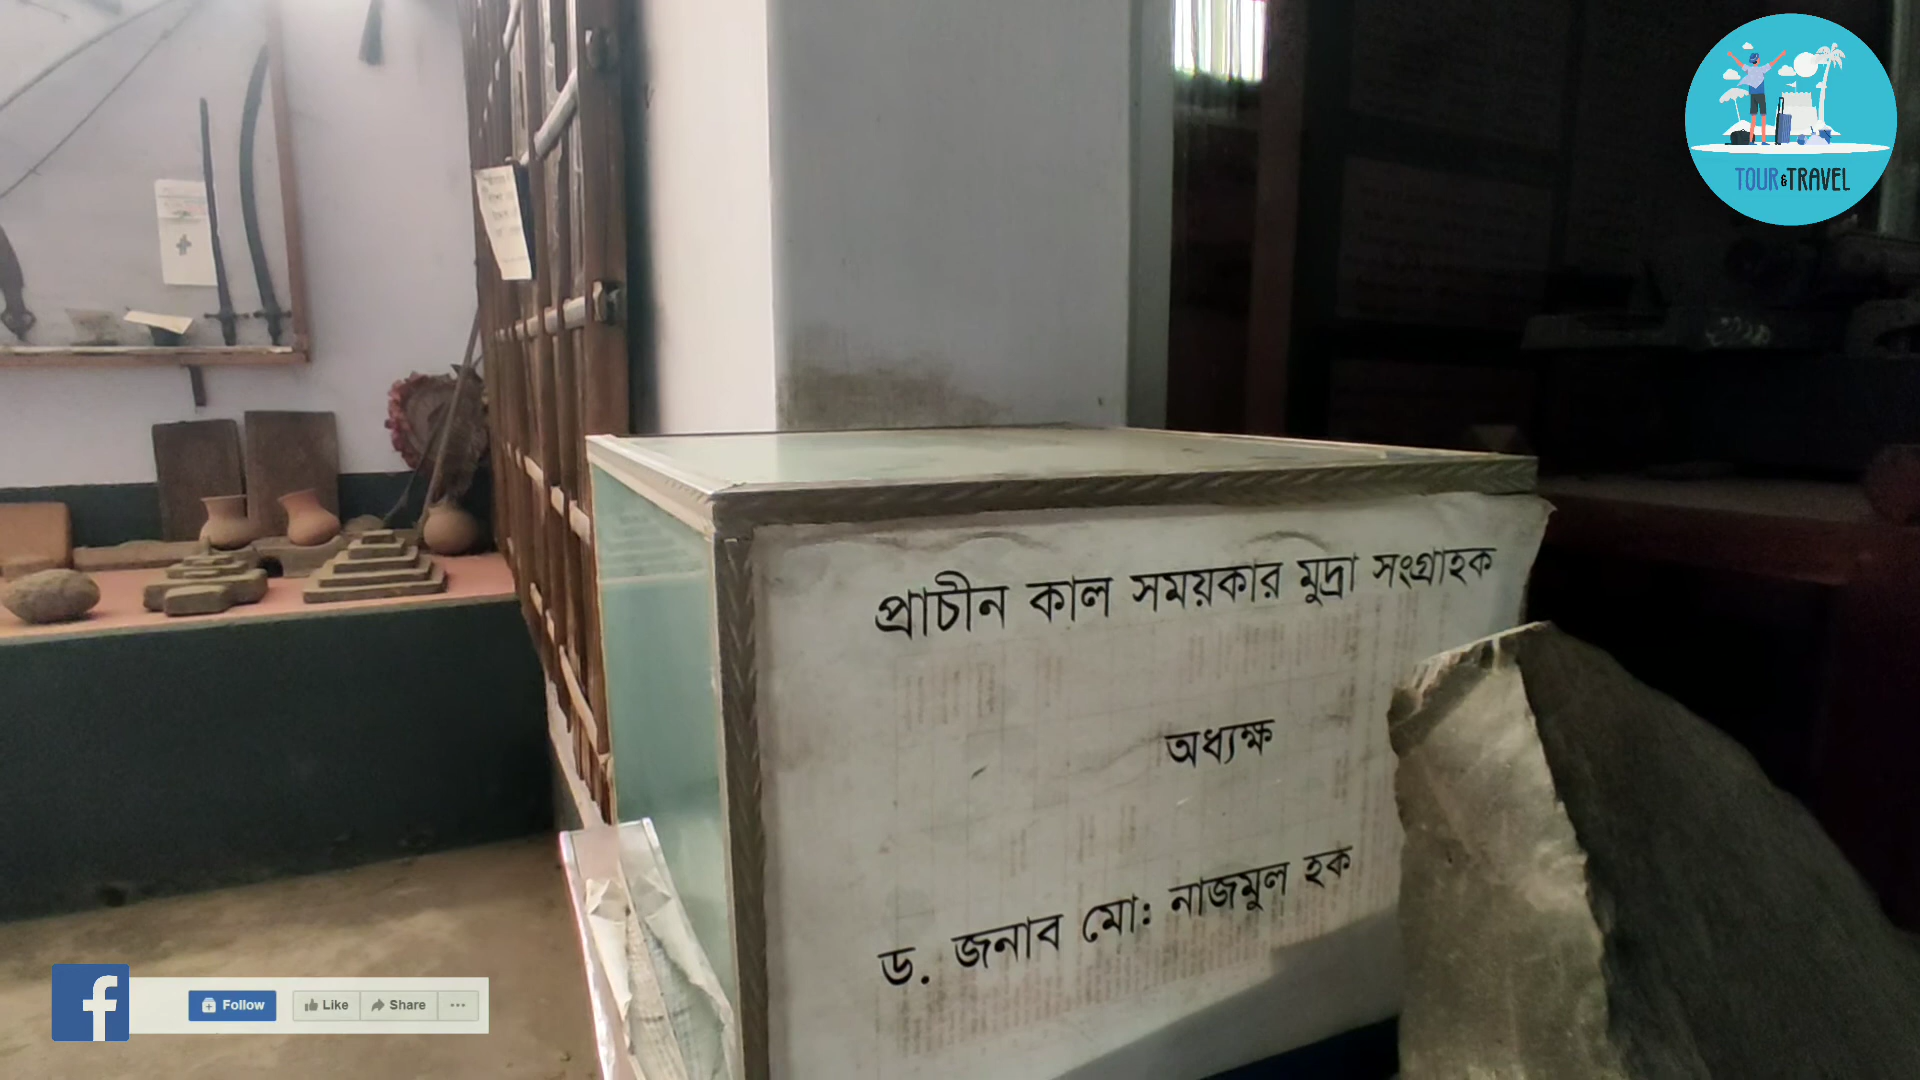 TOUR & TRAVEL
প্রাচীন কাল সময়কার মুদ্রা সংগ্রাহক
অধ্যক্ষ
ড. জনাব মো: নাজমুল হক
Follow Like Share